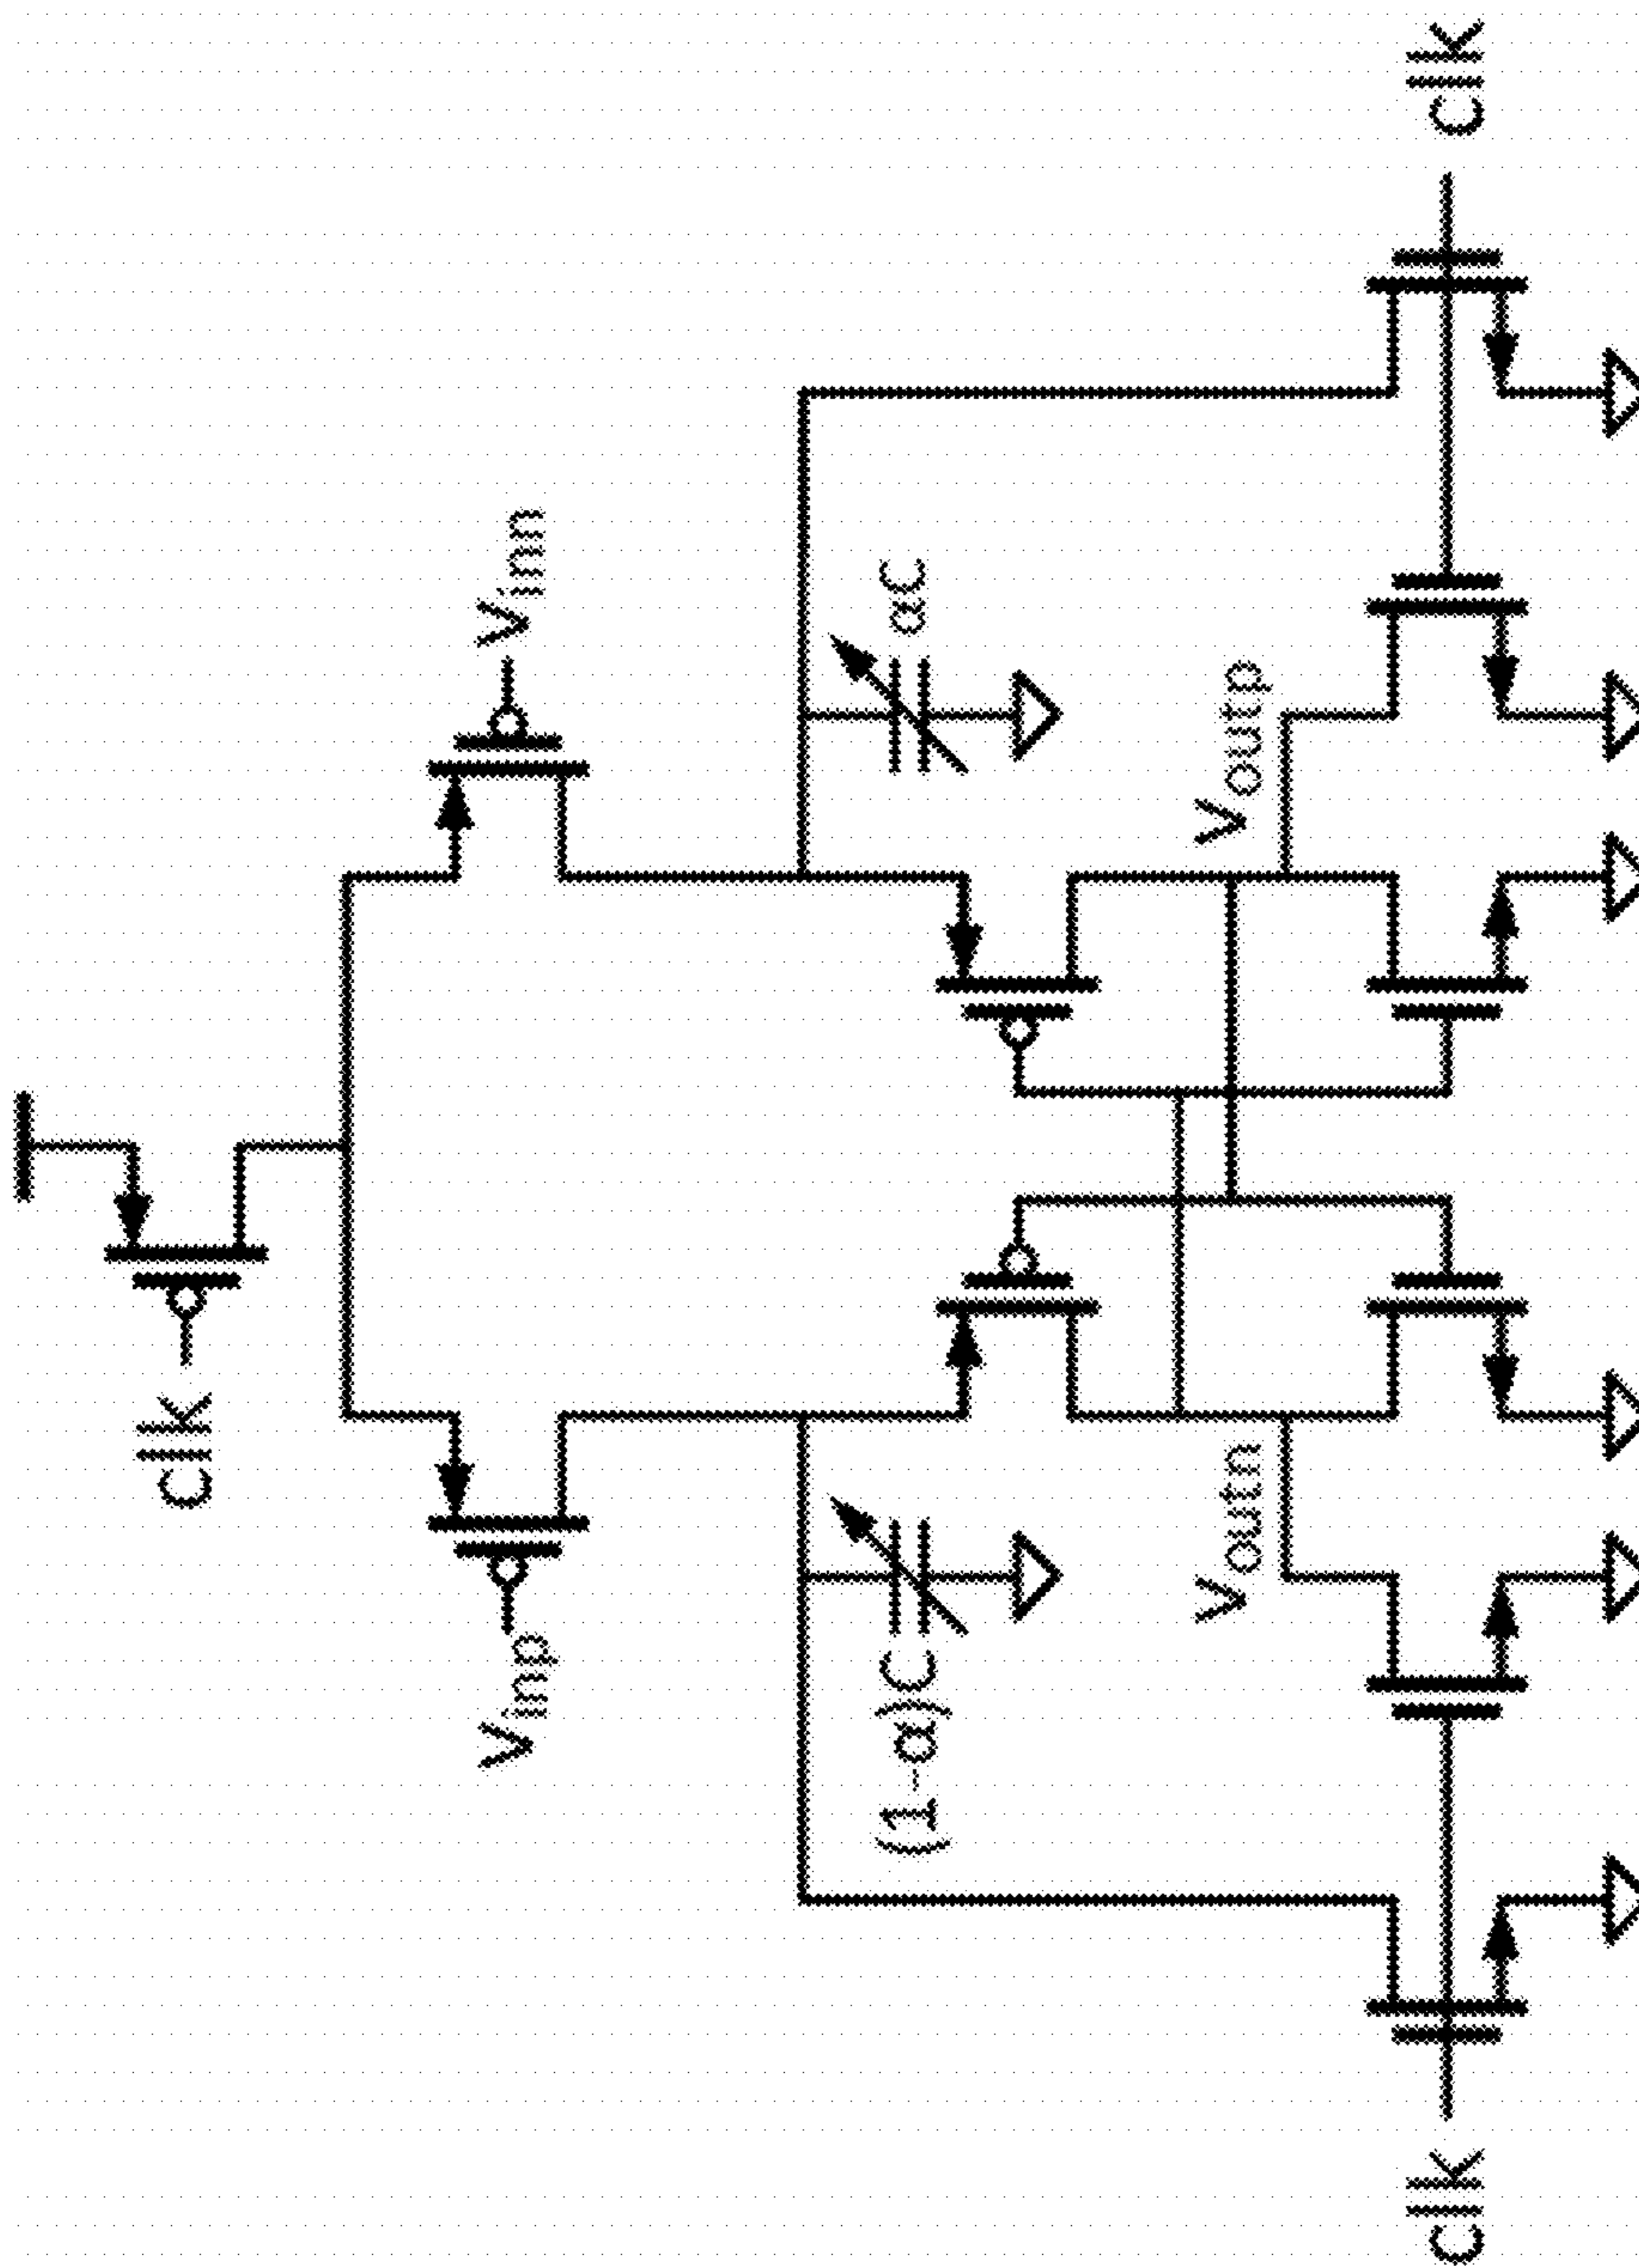 clk
Vinp
Vinn
(1-α)C
αC
Voutn
Voutp
clk
clk